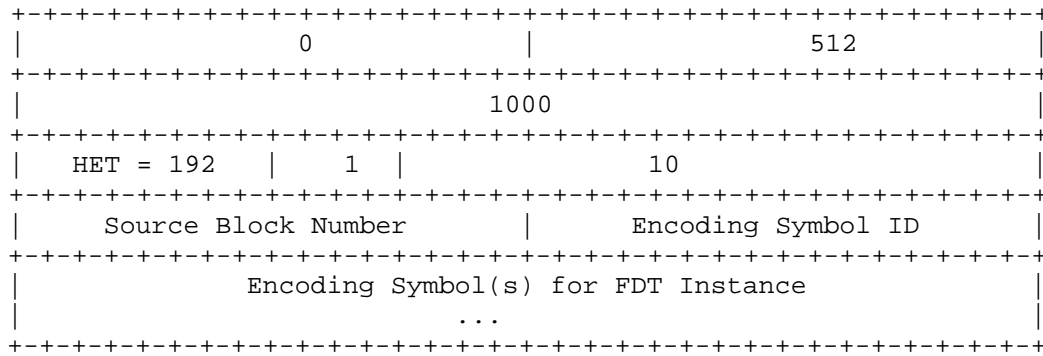 +-+-+-+-+-+-+-+-+-+-+-+-+-+-+-+-+-+-+-+-+-+-+-+-+-+-+-+-+-+-+-+-+
|               0               |              512              |
+-+-+-+-+-+-+-+-+-+-+-+-+-+-+-+-+-+-+-+-+-+-+-+-+-+-+-+-+-+-+-+-+
|                             1000                              |
+-+-+-+-+-+-+-+-+-+-+-+-+-+-+-+-+-+-+-+-+-+-+-+-+-+-+-+-+-+-+-+-+
|   HET = 192   |   1   |               10                      |
+-+-+-+-+-+-+-+-+-+-+-+-+-+-+-+-+-+-+-+-+-+-+-+-+-+-+-+-+-+-+-+-+
|     Source Block Number       |      Encoding Symbol ID       |
+-+-+-+-+-+-+-+-+-+-+-+-+-+-+-+-+-+-+-+-+-+-+-+-+-+-+-+-+-+-+-+-+
|              Encoding Symbol(s) for FDT Instance              |
|                           ...                                 |
+-+-+-+-+-+-+-+-+-+-+-+-+-+-+-+-+-+-+-+-+-+-+-+-+-+-+-+-+-+-+-+-+